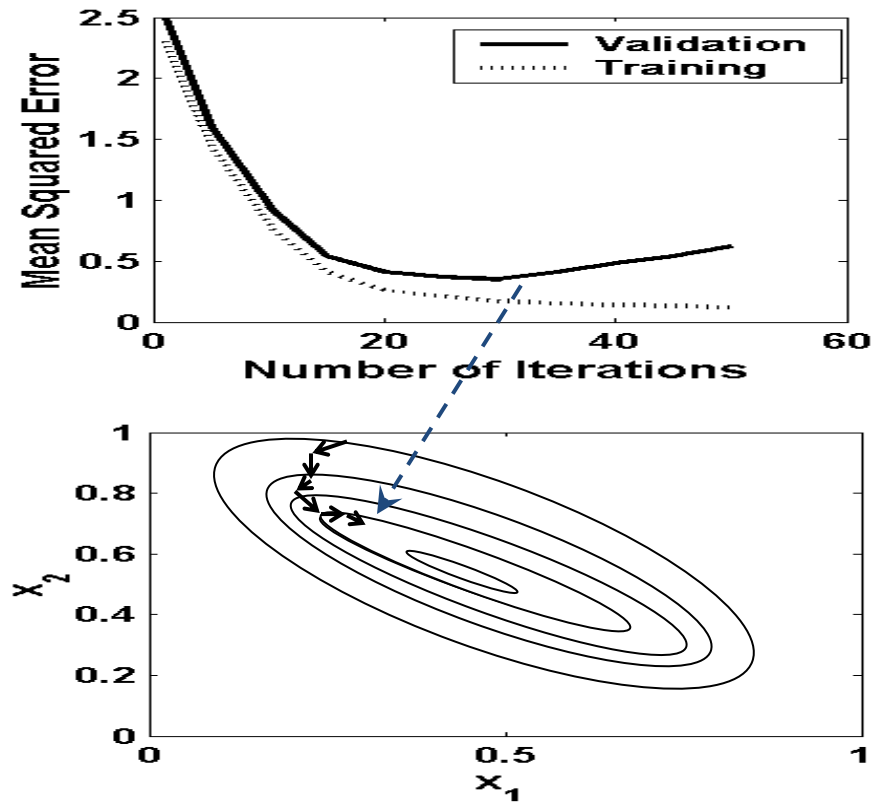 2.5
2
1.5
1
0.5
0
Mean Squared Error
Validation
Training
0 20 40 60
Number of Iterations
1
0.8
0.6
0.4
0.2
0
x2
0 0.5 1
x1